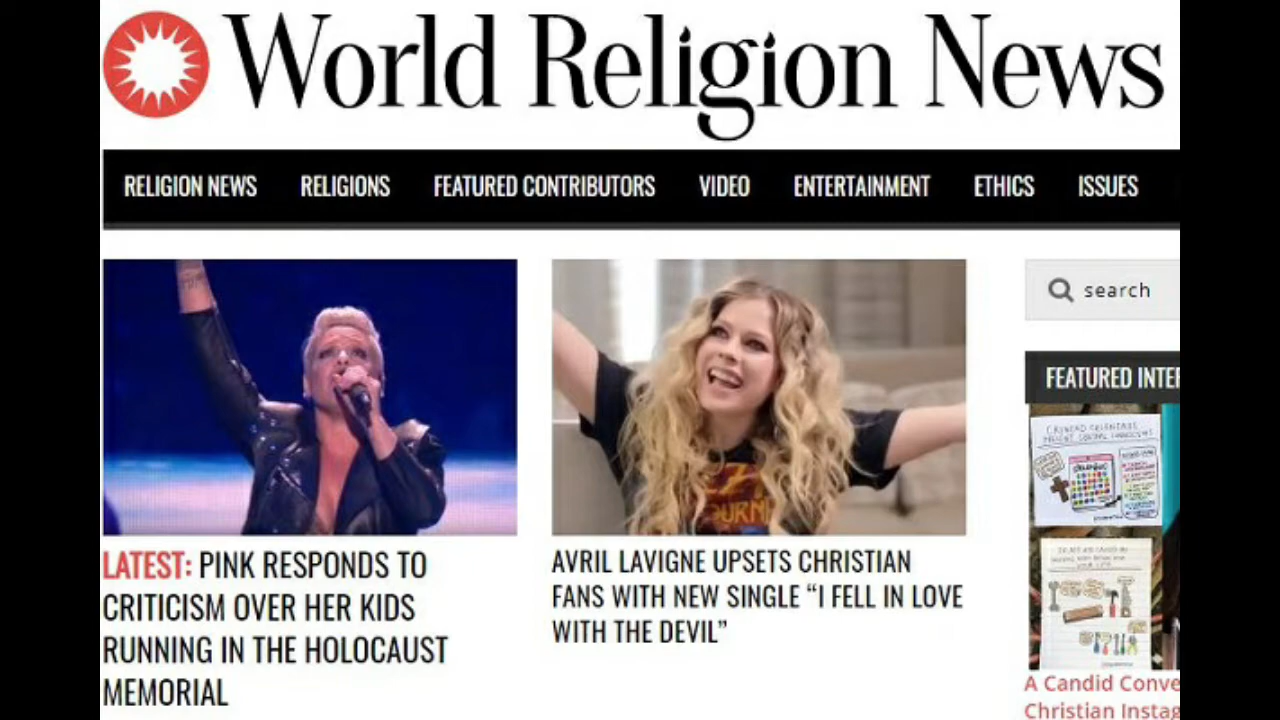 World Religion News
RELIGION NEWS RELIGIONS FEATURED CONTRIBUTORS VIDEO ENTERTAINMENT ETHICS ISSUES
search
FEATURED INTER
LATEST: PINK RESPONDS TO
CRITICISM OVER HER KIDS
RUNNING IN THE HOLOCAUST
MEMORIAL
AVRIL LAVIGNE UPSETS CHRISTIAN
FANS WITH NEW SINGLE “I FELL IN LOVE
WITH THE DEVIL”
A Candid Conve
Christian Instag